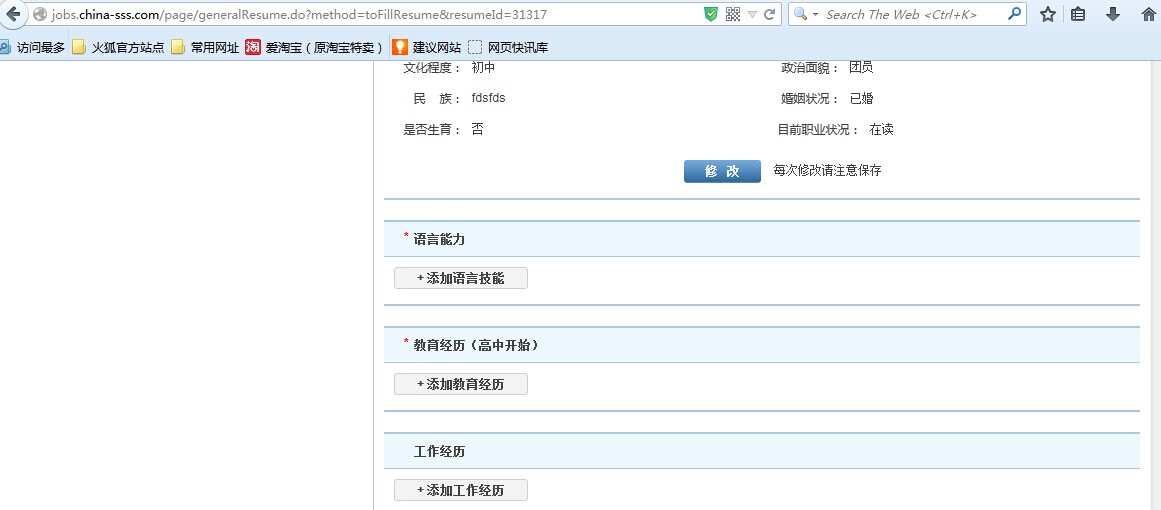 jobs.china-sss.com/page/generalResume.do?method=toFillResume&resumeId=31317 Search The Web <Ctrl+K>
访问最多 火狐官方站点 常用网址 淘 爱淘宝（原淘宝特卖） 建议网站 网页快讯库
文化程度： 初中 政治面貌： 团员
民 族： fdsfds 婚姻状况： 已婚
是否生育： 否 目前职业状况： 在读
修 改 每次修改请注意保存
* 语言能力
+添加语言技能
* 教育经历（高中开始）
+添加教育经历
工作经历
+添加工作经历